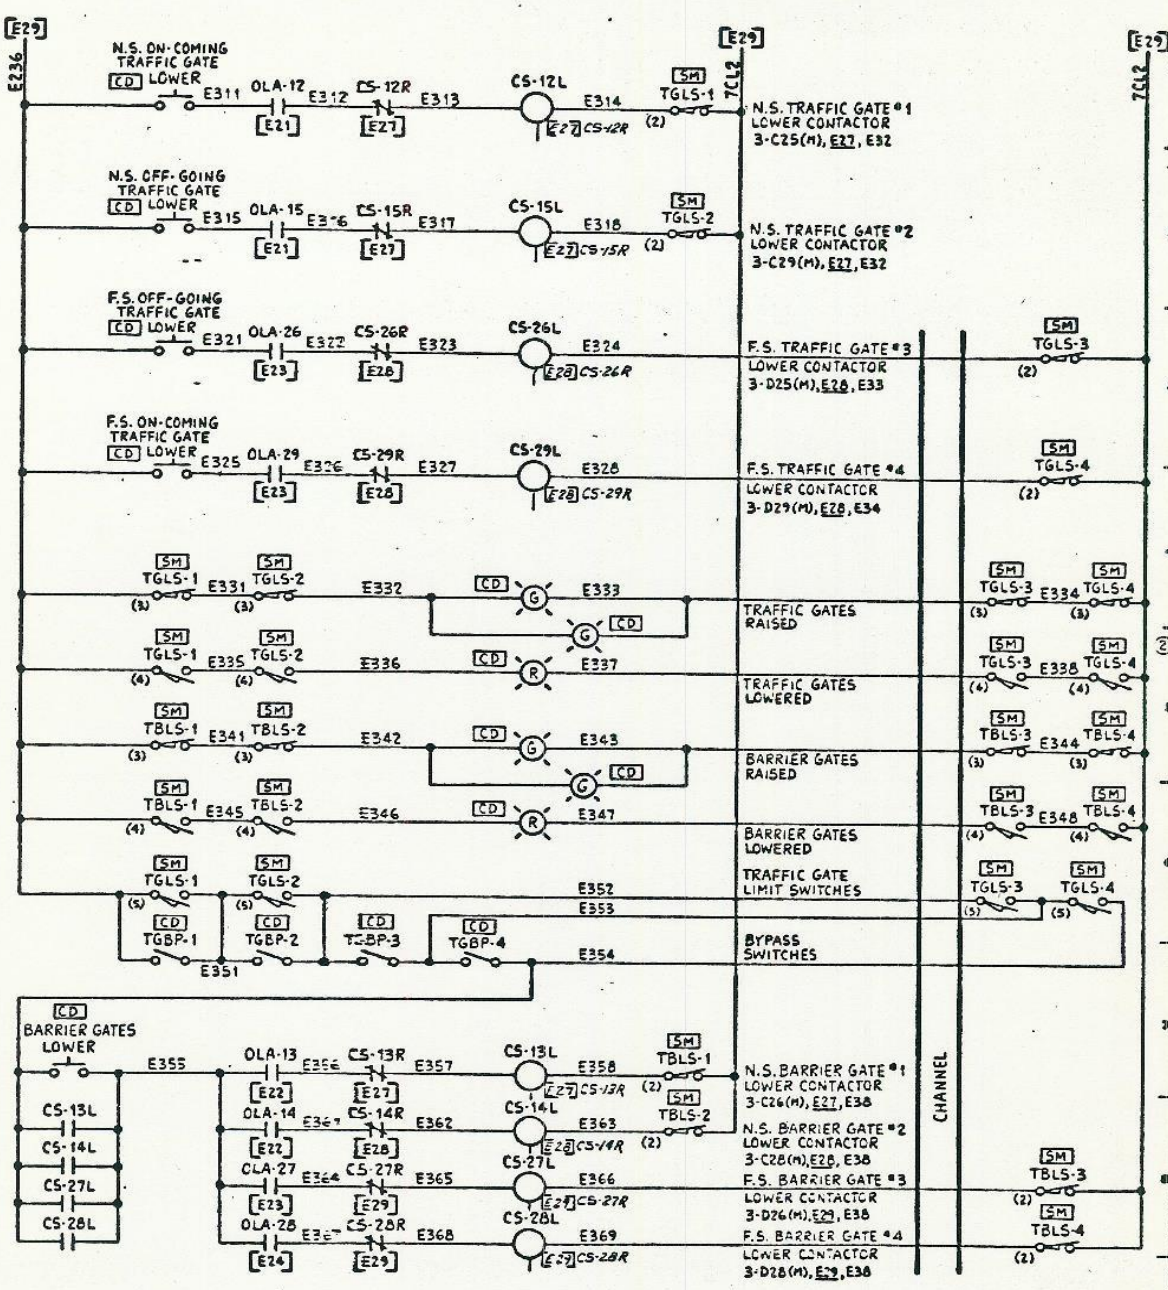 [E29]
[E29]
[E29]
E236
7CL2
7CL2
N.S. ON-COMING
TRAFFIC GATE
CD LOWER
E311 OLA-12 E312 CS-12R E313 CS-12L E314 SM TGLS-1
[E21] [E27] [E27] CS-12R (2)
N.S. TRAFFIC GATE #1
LOWER CONTACTOR
3-C25(M), E27, E32
N.S. OFF-GOING
TRAFFIC GATE
CD LOWER
E315 OLA-15 CS-15R E317 CS-15L E318 SM TGLS-2
[E21] [E27] [E27] CS-15R (2)
N.S. TRAFFIC GATE #2
LOWER CONTACTOR
3-C29(M), E27, E32
F.S. OFF-GOING
TRAFFIC GATE
CD LOWER
E321 OLA-26 E322 CS-26R E323 CS-26L E324 SM TGLS-3
[E23] [E28] [E28] CS-26R (2)
F.S. TRAFFIC GATE #3
LOWER CONTACTOR
3-D25(M), E28, E33
F.S. ON-COMING
TRAFFIC GATE
CD LOWER
E325 OLA-29 E326 CS-29R E327 CS-29L E328 SM TGLS-4
[E23] [E28] [E28] CS-29R (2)
F.S. TRAFFIC GATE #4
LOWER CONTACTOR
3-D29(M), E28, E34
SM SM SM SM
TGLS-1 E331 TGLS-2 E332 CD G E333 TGLS-3 E334 TGLS-4
(3) (3) G CD (3) (3)
TRAFFIC GATES
RAISED
SM SM SM SM
TGLS-1 E335 TGLS-2 E336 CD R E337 TGLS-3 E338 TGLS-4
(4) (4) (4) (4)
TRAFFIC GATES
LOWERED
SM SM SM SM
TBLS-1 E341 TBLS-2 E342 CD G E343 TBLS-3 E344 TBLS-4
(3) (3) G CD (3) (3)
BARRIER GATES
RAISED
SM SM SM SM
TBLS-1 E345 TBLS-2 E346 CD R E347 TBLS-3 E348 TBLS-4
(4) (4) (4) (4)
BARRIER GATES
LOWERED
SM SM SM SM
TGLS-1 TGLS-2 E352 TGLS-3 TGLS-4
(5) (5) (5) (5)
TRAFFIC GATE
LIMIT SWITCHES
E353
CD CD CD CD
TGBP-1 TGBP-2 TGBP-3 TGBP-4
E351 E354
BYPASS
SWITCHES
CD
BARRIER GATES
LOWER
E355 OLA-13 E356 CS-13R E357 CS-13L E358 SM TBLS-1
[E22] [E27] [E27] CS-13R (2)
N.S. BARRIER GATE #1
LOWER CONTACTOR
3-C26(M), E27, E38
CS-13L
OLA-14 E361 CS-14R E362 CS-14L E363 SM TBLS-2
[E22] [E28] [E28] CS-14R (2)
N.S. BARRIER GATE #2
LOWER CONTACTOR
3-C28(M), E28, E38
CS-14L
OLA-27 E364 CS-27R E365 CS-27L E366 SM TBLS-3
[E23] [E29] CS-27R (2)
F.S. BARRIER GATE #3
LOWER CONTACTOR
3-D26(M), E29, E38
CS-27L
OLA-28 CS-28R E368 CS-28L E369 SM TBLS-4
[E24] [E29] CS-28R (2)
F.S. BARRIER GATE #4
LOWER CONTACTOR
3-D28(M), E29, E38
CS-28L
CHANNEL